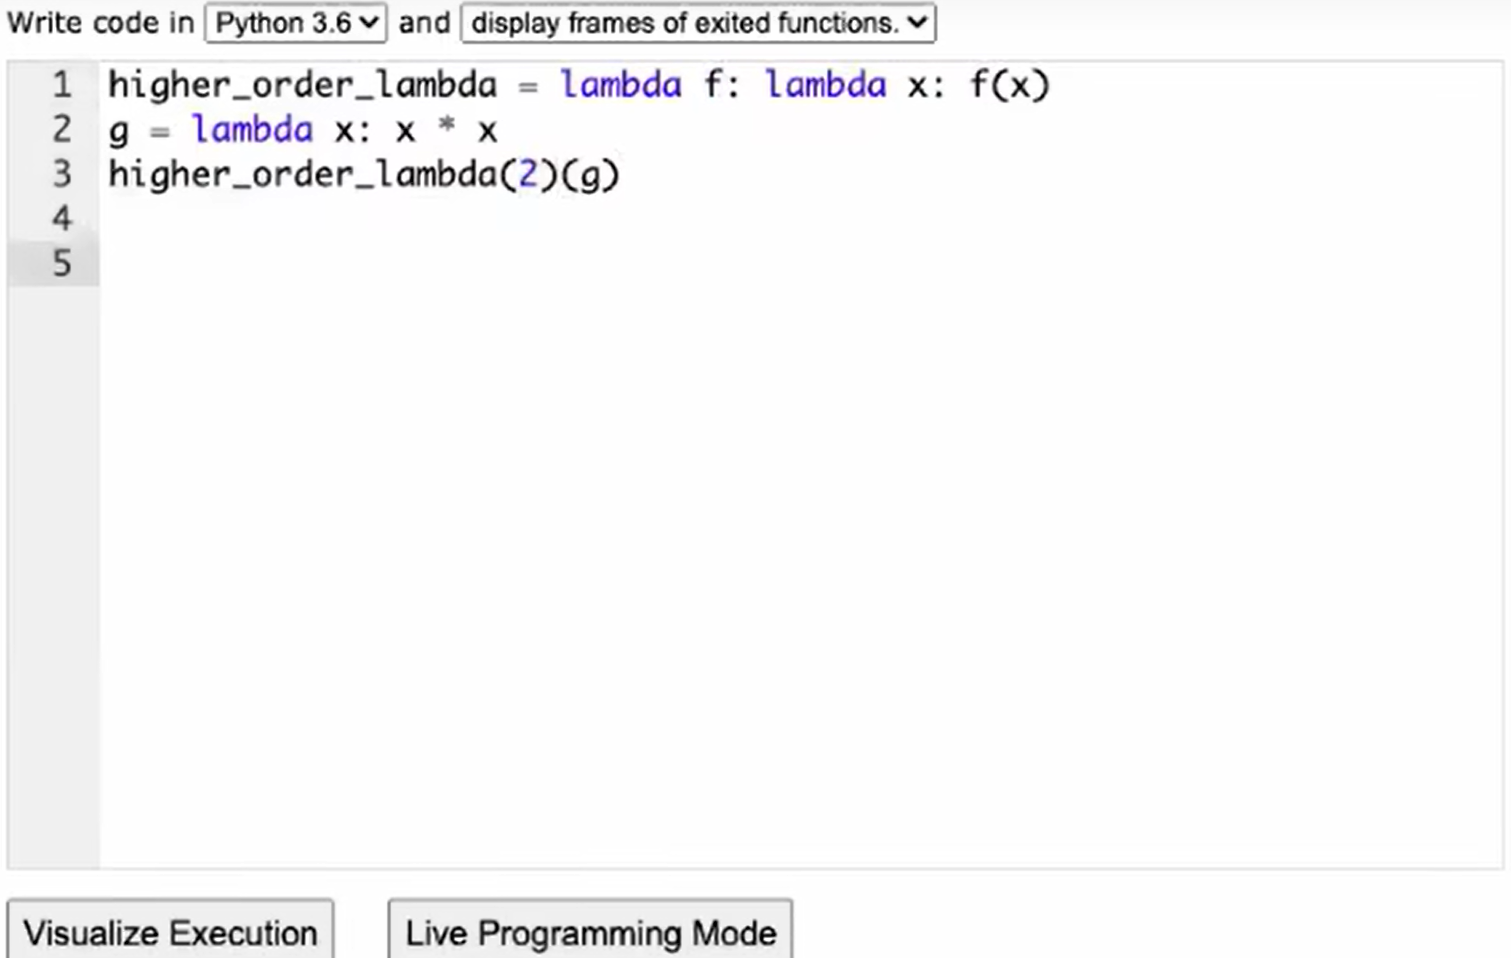 Write code in Python 3.6 and display frames of exited functions.
1 higher_order_lambda = lambda f: lambda x: f(x)
2 g = lambda x: x * x
3 higher_order_lambda(2)(g)
4
5
Visualize Execution Live Programming Mode